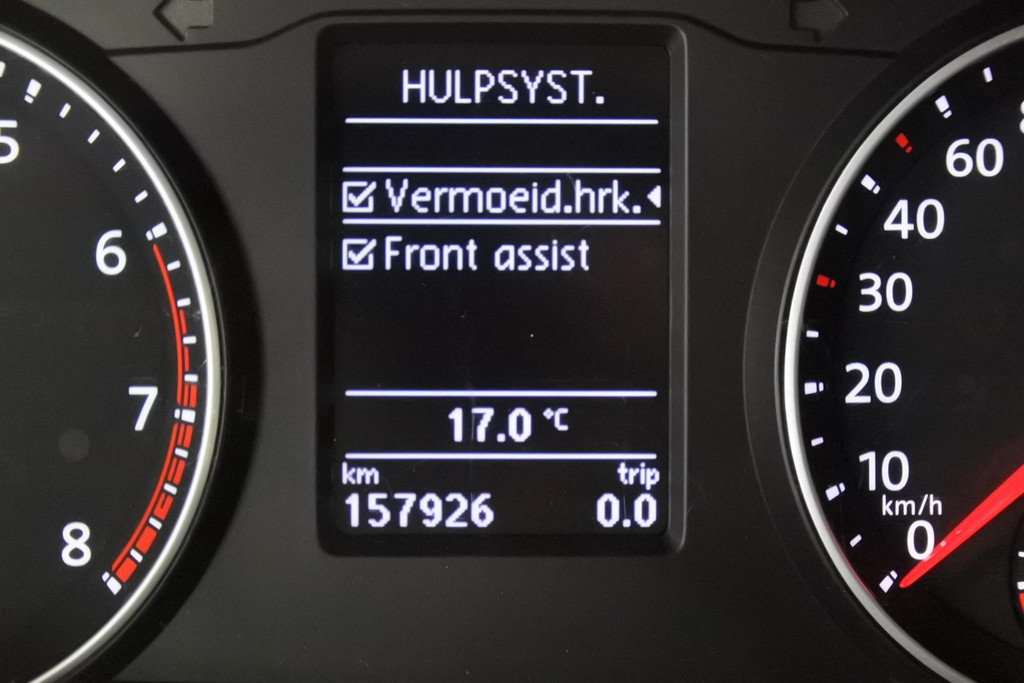 HULPSYST.
Vermoeid.hrk.
Front assist
17.0 °C
km trip
157926 0.0
5
6
7
8
60
40
30
20
10
km/h
0